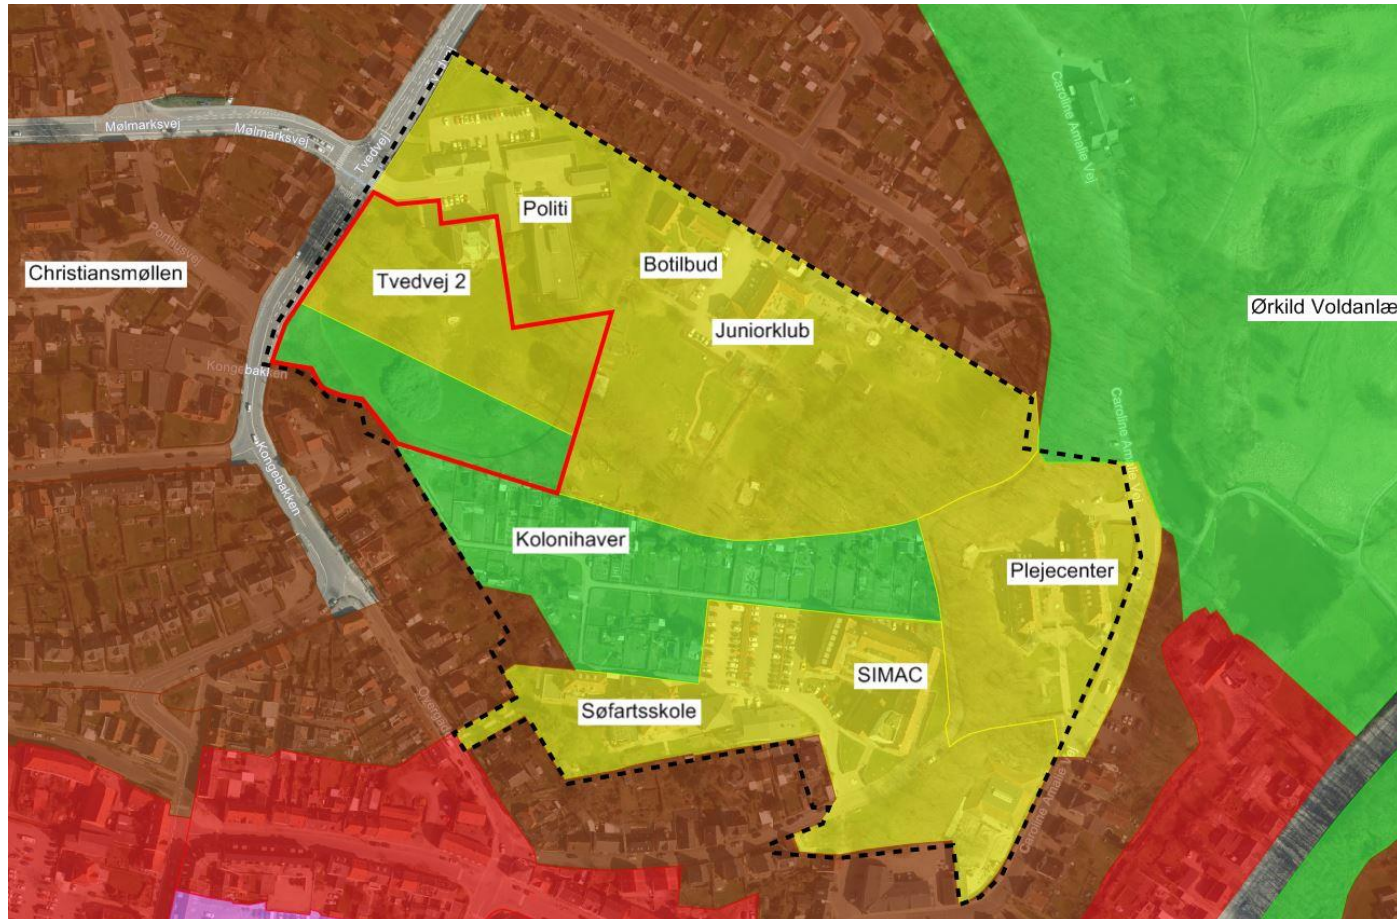 Caroline Amalie Vej
Mølmarksvej
Mølmarksvej
Tvedvej
Politi
Porthusvej
Botilbud
Christiansmøllen
Tvedvej 2
Ørkild Voldanlæ
Juniorklub
Kongebakken
Caroline Amalie Vej
Kongebakken
Kolonihaver
Plejecenter
SIMAC
Søfartsskole
Caroline Amalie Vej